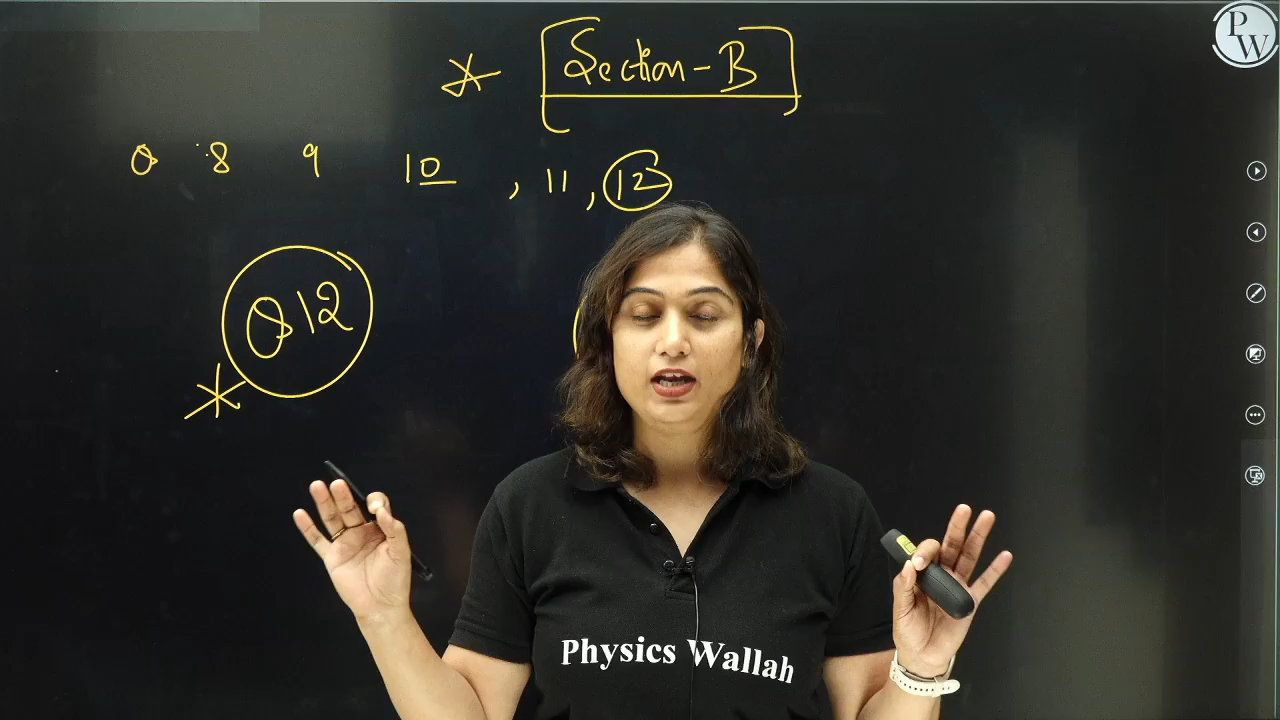 PW
* [Section-B]
Q 8 9 10 , 11 , 12
Q12
*
Physics Wallah